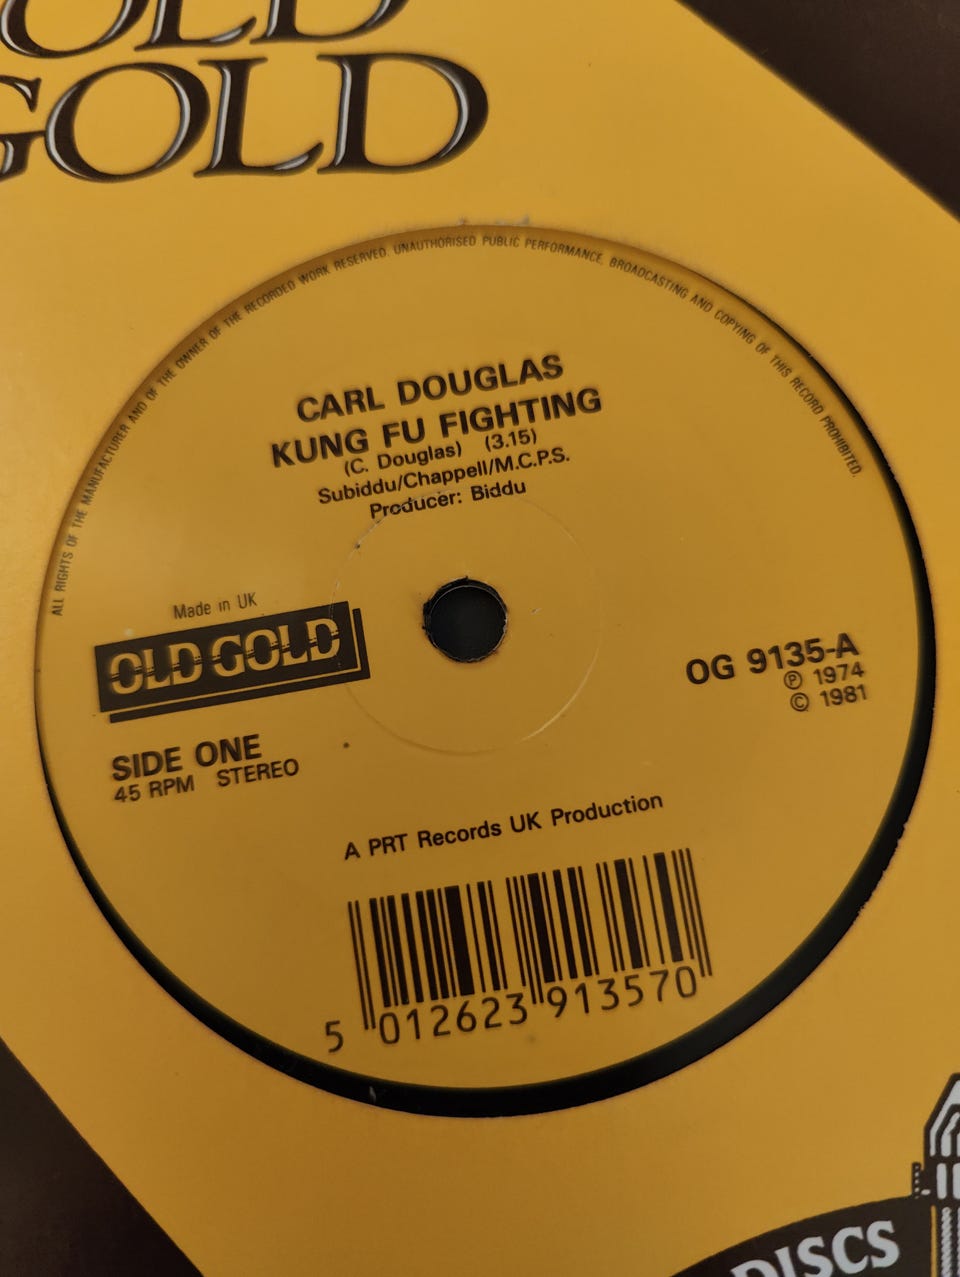 OLD
GOLD
ALL RIGHTS OF THE MANUFACTURER AND OF THE OWNER OF THE RECORDED WORK RESERVED. UNAUTHORISED PUBLIC PERFORMANCE, BROADCASTING AND COPYING OF THIS RECORD PROHIBITED.
CARL DOUGLAS
KUNG FU FIGHTING
(C. Douglas) (3.15)
Subiddu/Chappell/M.C.P.S.
Producer: Biddu
Made in UK
OLD GOLD
OG 9135-A
℗ 1974
© 1981
SIDE ONE
45 RPM STEREO
A PRT Records UK Production
5 012623 913570
DISCS